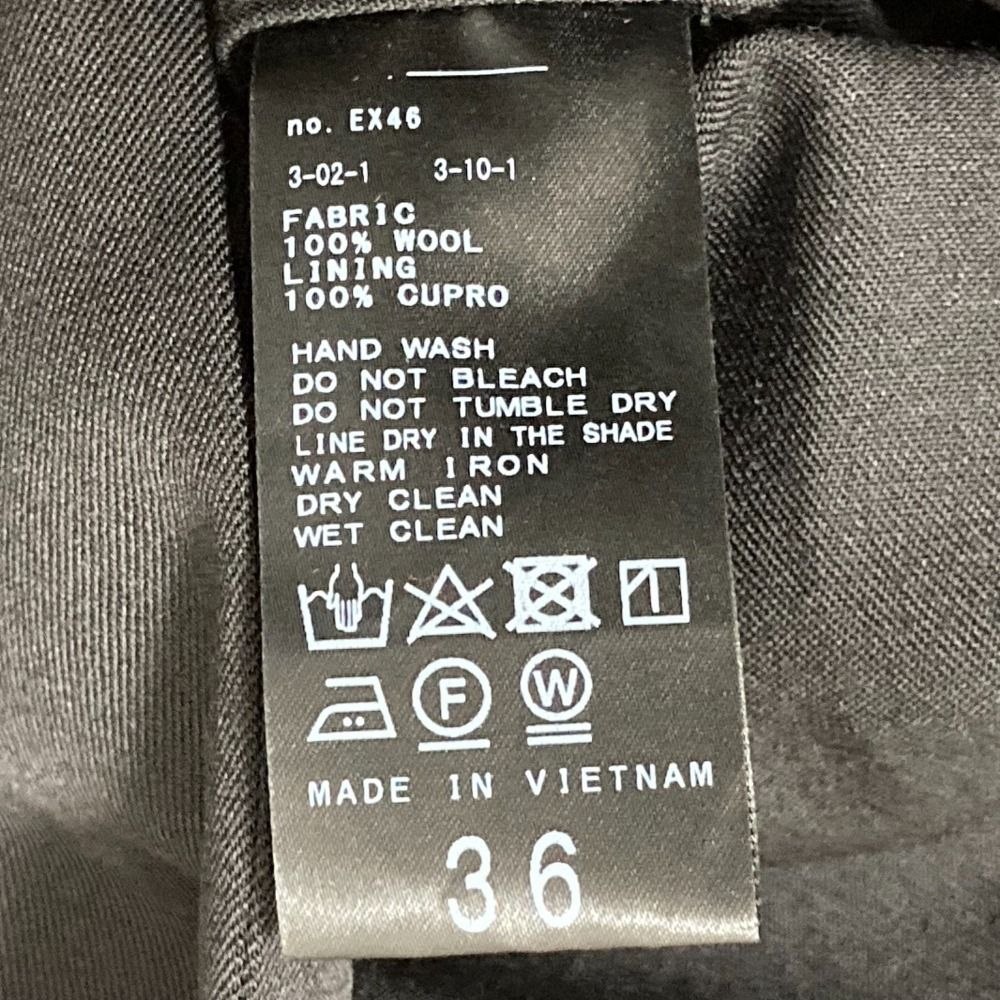 no. EX46
3-02-1 3-10-1
FABRIC
100% WOOL
LINING
100% CUPRO
HAND WASH
DO NOT BLEACH
DO NOT TUMBLE DRY
LINE DRY IN THE SHADE
WARM IRON
DRY CLEAN
WET CLEAN
F W
MADE IN VIETNAM
36